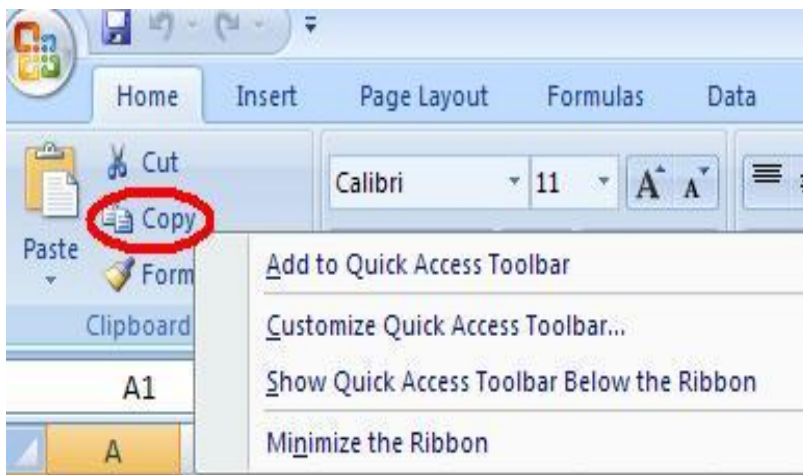 Home Insert Page Layout Formulas Data
Cut
Calibri 11 A A
Copy
Paste
Form
Clipboard
Add to Quick Access Toolbar
Customize Quick Access Toolbar...
Show Quick Access Toolbar Below the Ribbon
Minimize the Ribbon
A1
A